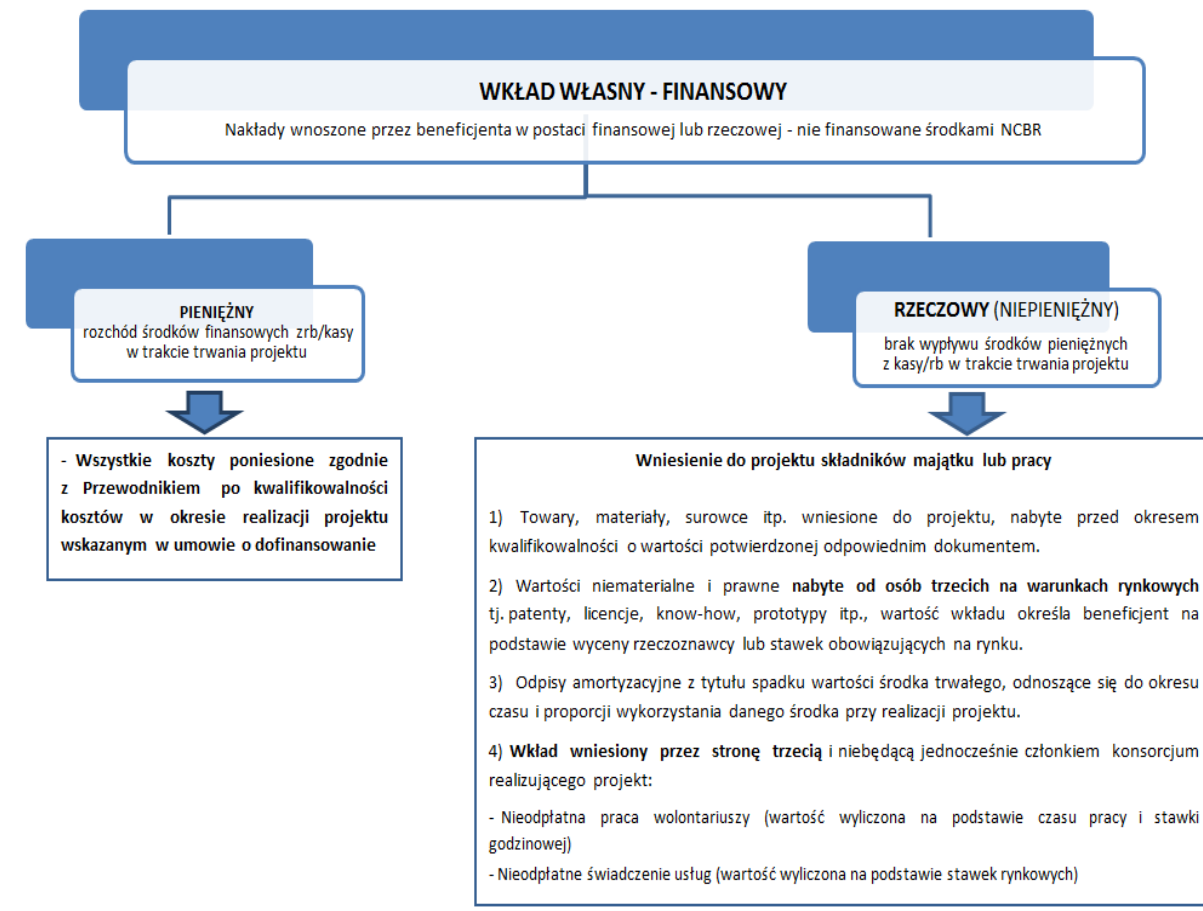 WKŁAD WŁASNY - FINANSOWY
Nakłady wnoszone przez beneficjenta w postaci finansowej lub rzeczowej - nie finansowane środkami NCBR
PIENIĘŻNY
rozchód środków finansowych zrb/kasy
w trakcie trwania projektu
RZECZOWY (NIEPIENIĘŻNY)
brak wypływu środków pieniężnych
z kasy/rb w trakcie trwania projektu
- Wszystkie koszty poniesione zgodnie
z Przewodnikiem po kwalifikowalności
kosztów w okresie realizacji projektu
wskazanym w umowie o dofinansowanie
Wniesienie do projektu składników majątku lub pracy
1) Towary, materiały, surowce itp. wniesione do projektu, nabyte przed okresem
kwalifikowalności o wartości potwierdzonej odpowiednim dokumentem.
2) Wartości niematerialne i prawne nabyte od osób trzecich na warunkach rynkowych
tj. patenty, licencje, know-how, prototypy itp., wartość wkładu określa beneficjent na
podstawie wyceny rzeczoznawcy lub stawek obowiązujących na rynku.
3) Odpisy amortyzacyjne z tytułu spadku wartości środka trwałego, odnoszące się do okresu
czasu i proporcji wykorzystania danego środka przy realizacji projektu.
4) Wkład wniesiony przez stronę trzecią i niebędącą jednocześnie członkiem konsorcjum
realizującego projekt:
- Nieodpłatna praca wolontariuszy (wartość wyliczona na podstawie czasu pracy i stawki
godzinowej)
- Nieodpłatne świadczenie usług (wartość wyliczona na podstawie stawek rynkowych)